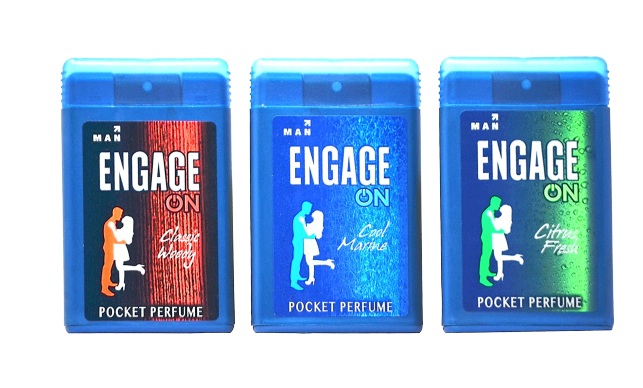 MAN
ENGAGE
ON
Classic
Woody
POCKET PERFUME
MAN
ENGAGE
ON
Cool
Marine
POCKET PERFUME
MAN
ENGAGE
ON
Citrus
Fresh
POCKET PERFUME